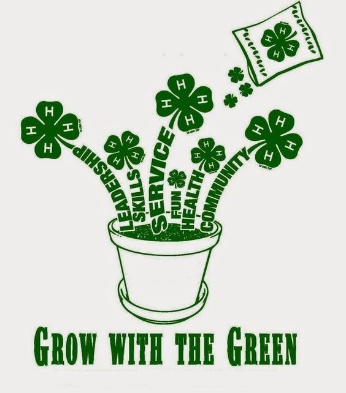 H H H H
H H H H
H H H H
H H H H
H H H H
H H H H
LEADERSHIP
SKILLS
SERVICE
FUN
HEALTH
COMMUNITY
GROW WITH THE GREEN